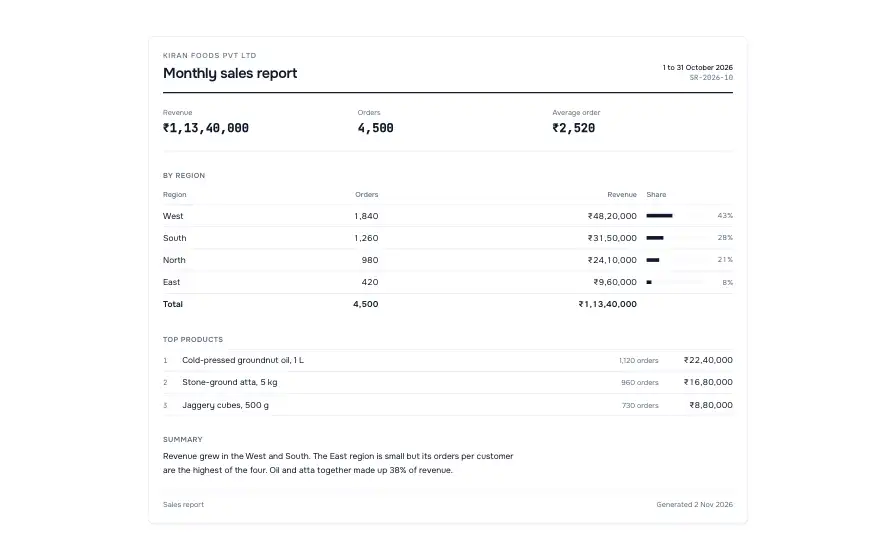 KIRAN FOODS PVT LTD
Monthly sales report
1 to 31 October 2026
SR-2026-10
Revenue Orders Average order
₹1,13,40,000 4,500 ₹2,520
BY REGION
Region Orders Revenue Share
West 1,840 ₹48,20,000 43%
South 1,260 ₹31,50,000 28%
North 980 ₹24,10,000 21%
East 420 ₹9,60,000 8%
Total 4,500 ₹1,13,40,000
TOP PRODUCTS
1 Cold-pressed groundnut oil, 1 L 1,120 orders ₹22,40,000
2 Stone-ground atta, 5 kg 960 orders ₹16,80,000
3 Jaggery cubes, 500 g 730 orders ₹8,80,000
SUMMARY
Revenue grew in the West and South. The East region is small but its orders per customer
are the highest of the four. Oil and atta together made up 38% of revenue.
Sales report Generated 2 Nov 2026